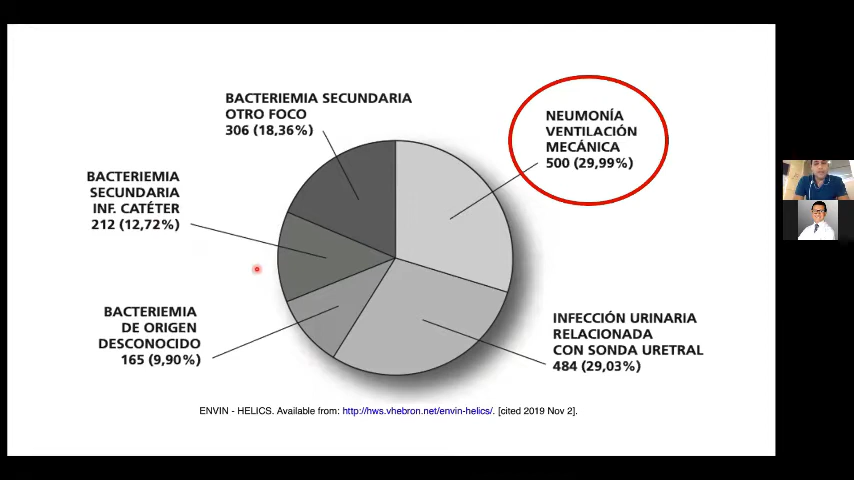 BACTERIEMIA SECUNDARIA
OTRO FOCO
306 (18,36%)
NEUMONÍA
VENTILACIÓN
MECÁNICA
500 (29,99%)
BACTERIEMIA
SECUNDARIA
INF. CATÉTER
212 (12,72%)
BACTERIEMIA
DE ORIGEN
DESCONOCIDO
165 (9,90%)
INFECCIÓN URINARIA
RELACIONADA
CON SONDA URETRAL
484 (29,03%)
ENVIN - HELICS. Available from: http://hws.vhebron.net/envin-helics/. [cited 2019 Nov 2].